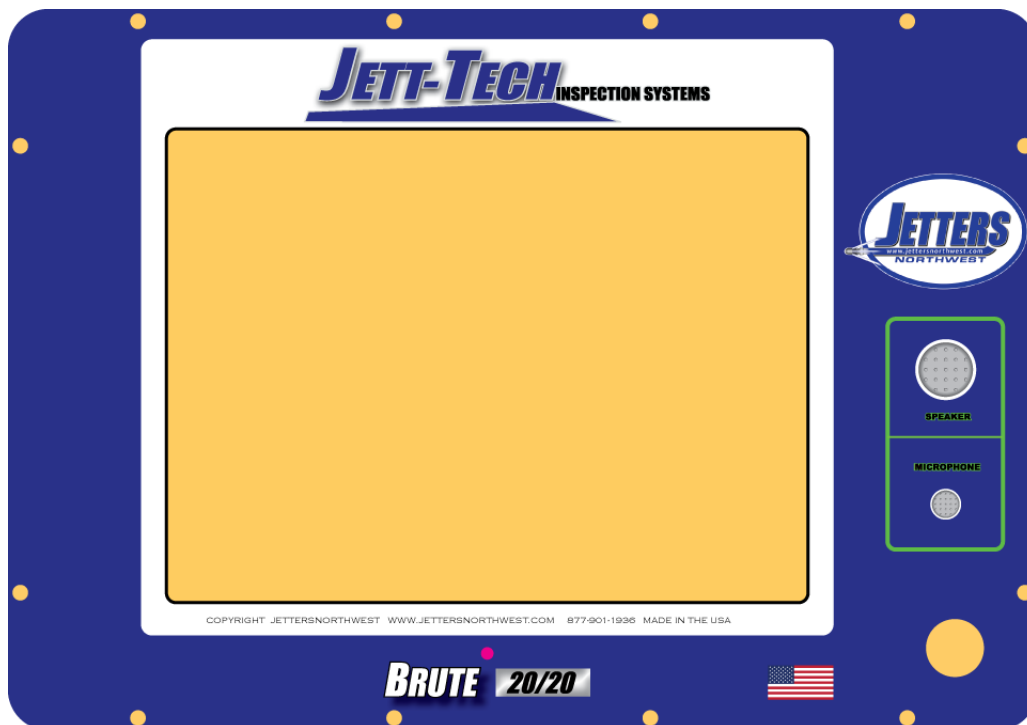 JETT-TECH INSPECTION SYSTEMS
JETTERS
www.jettersnorthwest.com
NORTHWEST
SPEAKER
MICROPHONE
COPYRIGHT JETTERSNORTHWEST WWW.JETTERSNORTHWEST.COM 877-901-1936 MADE IN THE USA
BRUTE 20/20